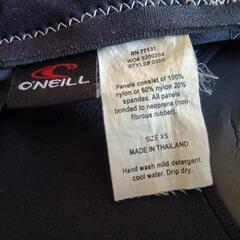 O'NEILL
RN 77131
WO# 5200204
STYLE# 0559
Panels consist of 100%
nylon or 80% nylon 20%
spandex. All panels
bonded to neoprene (non-
fibrous rubber).
SIZE XS
MADE IN THAILAND
Hand wash mild detergent
cool water. Drip dry.